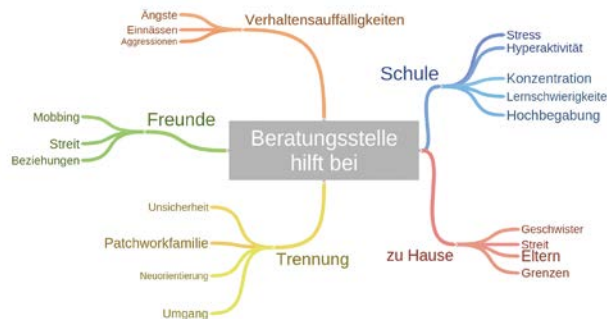 Ängste
Einnässen
Aggressionen
Verhaltensauffälligkeiten
Mobbing
Streit
Beziehungen
Freunde
Beratungsstelle
hilft bei
Schule
Stress
Hyperaktivität
Konzentration
Lernschwierigkeite
Hochbegabung
Unsicherheit
Patchworkfamilie
Neuorientierung
Umgang
Trennung
zu Hause
Geschwister
Streit
Eltern
Grenzen